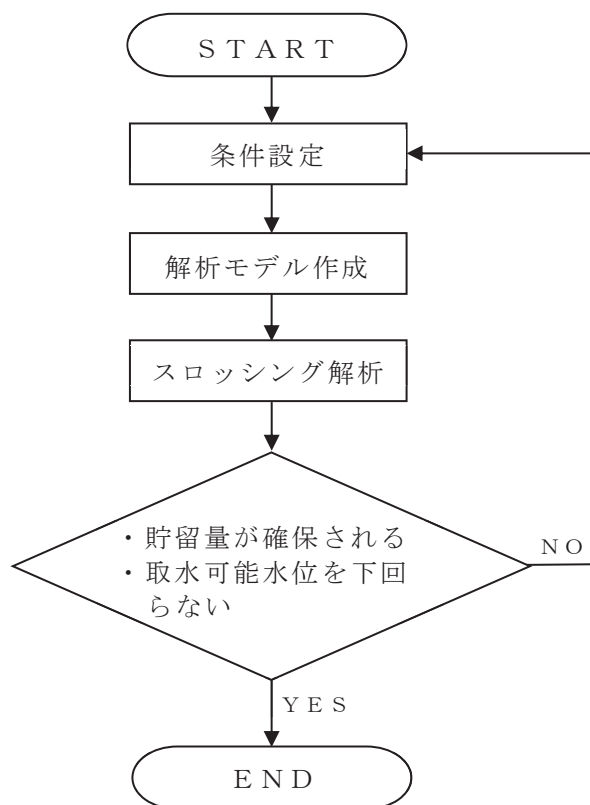 ＳＴＡＲＴ
条件設定
解析モデル作成
スロッシング解析
・貯留量が確保される
・取水可能水位を下回
らない
ＮＯ
ＹＥＳ
ＥＮＤ